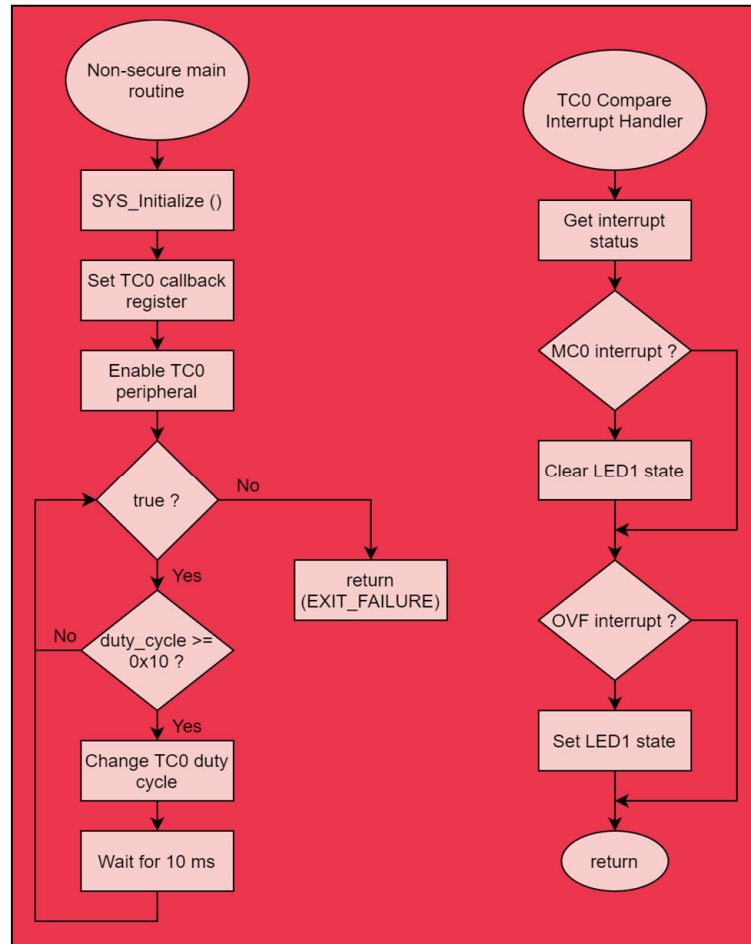 Non-secure main
routine
SYS_Initialize ()
Set TC0 callback
register
Enable TC0
peripheral
true ?
No
Yes
return
(EXIT_FAILURE)
duty_cycle >=
0x10 ?
No
Yes
Change TC0 duty
cycle
Wait for 10 ms
TC0 Compare
Interrupt Handler
Get interrupt
status
MC0 interrupt ?
Clear LED1 state
OVF interrupt ?
Set LED1 state
return